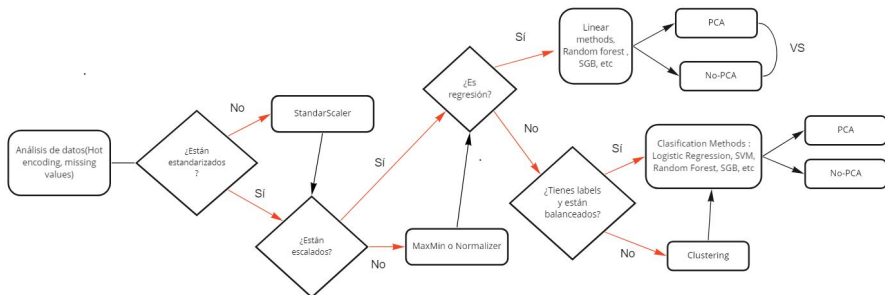 Análisis de datos(Hot
encoding, missing
values)
¿Están
estandarizados
?
No
Sí
StandarScaler
¿Están
escalados?
Sí
No
MaxMin o Normalizer
¿Es
regresión?
Sí
No
Linear
methods,
Random forest ,
SGB, etc
PCA
No-PCA
VS
¿Tienes labels
y están
balanceados?
Sí
No
Clasification Methods :
Logistic Regression, SVM,
Random Forest, SGB, etc
Clustering
PCA
No-PCA